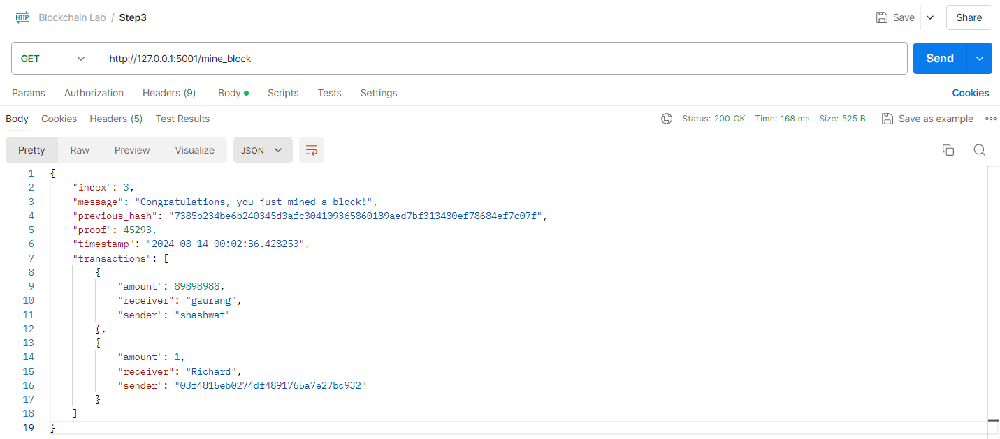 HTTP Blockchain Lab / Step3 Save Share
GET http://127.0.0.1:5001/mine_block Send
Params Authorization Headers (9) Body Scripts Tests Settings Cookies
Body Cookies Headers (5) Test Results Status: 200 OK Time: 168 ms Size: 525 B Save as example
Pretty Raw Preview Visualize JSON
1 {
2 "index": 3,
3 "message": "Congratulations, you just mined a block!",
4 "previous_hash": "7385b234be6b240345d3afc304109365860189aed7bf313480ef78684ef7c07f",
5 "proof": 45293,
6 "timestamp": "2024-08-14 00:02:36.428253",
7 "transactions": [
8 {
9 "amount": 89898988,
10 "receiver": "gaurang",
11 "sender": "shashwat"
12 },
13 {
14 "amount": 1,
15 "receiver": "Richard",
16 "sender": "03f4815eb0274df4891765a7e27bc932"
17 }
18 ]
19 }